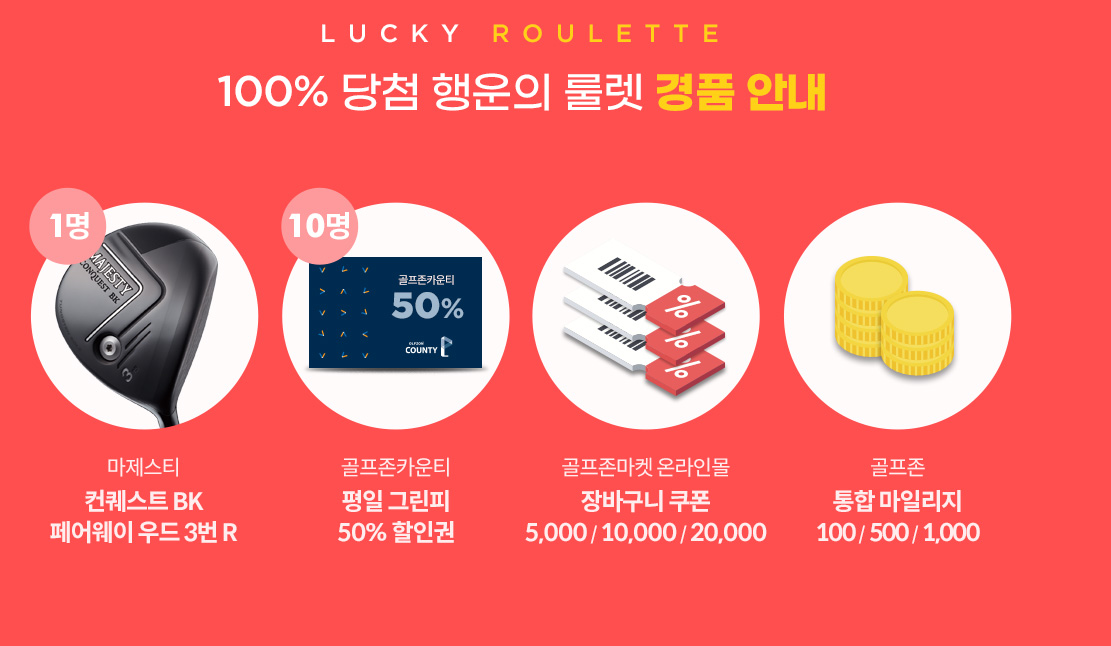 LUCKY ROULETTE
100% 당첨 행운의 룰렛 경품 안내
1명
MAJESTY
CONQUEST BK
3
마제스티
컨퀘스트 BK
페어웨이 우드 3번 R
10명
골프존카운티
50%
GOLFZON
COUNTY
골프존카운티
평일 그린피
50% 할인권
%
%
%
골프존마켓 온라인몰
장바구니 쿠폰
5,000 / 10,000 / 20,000
골프존
통합 마일리지
100 / 500 / 1,000